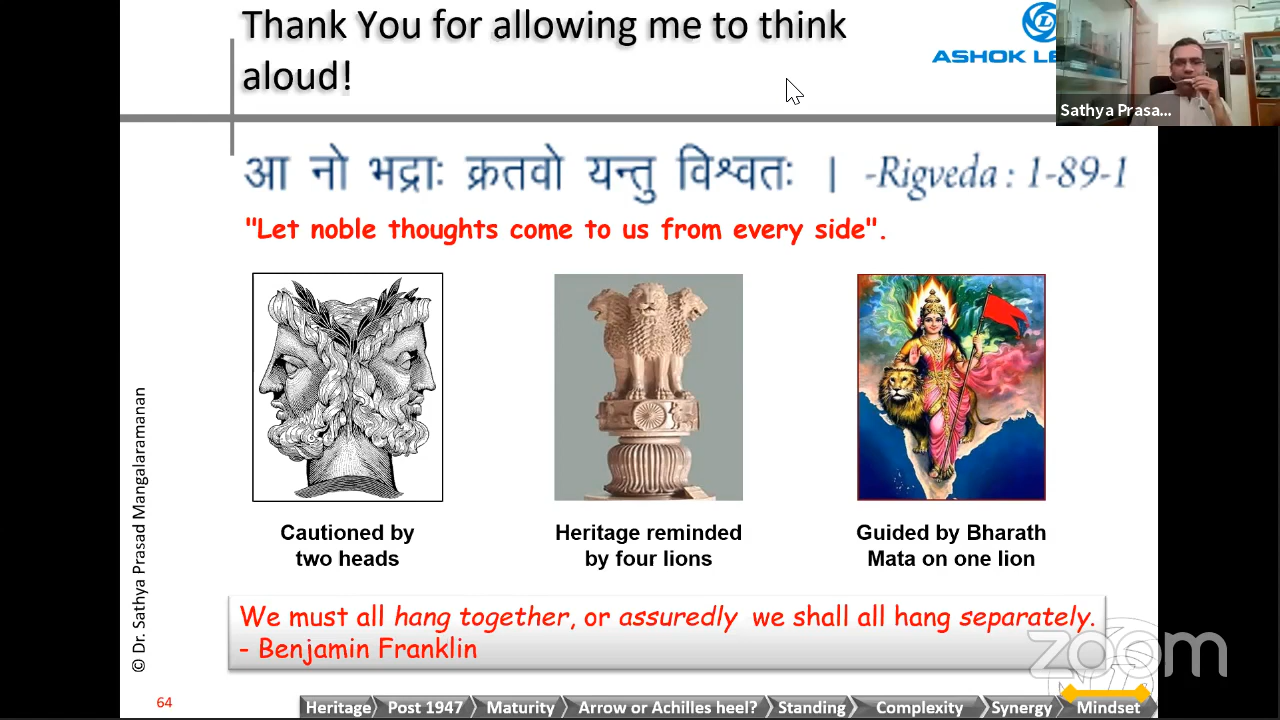 Thank You for allowing me to think
aloud!
ASHOK LE
Sathya Prasa...
आ नो भद्राः क्रतवो यन्तु विश्वतः | -Rigveda : 1-89-1
"Let noble thoughts come to us from every side".
Cautioned by
two heads
Heritage reminded
by four lions
Guided by Bharath
Mata on one lion
We must all hang together, or assuredly we shall all hang separately.
- Benjamin Franklin
zoom
© Dr. Sathya Prasad Mangalaramanan
64
Heritage Post 1947 Maturity Arrow or Achilles heel? Standing Complexity Synergy Mindset